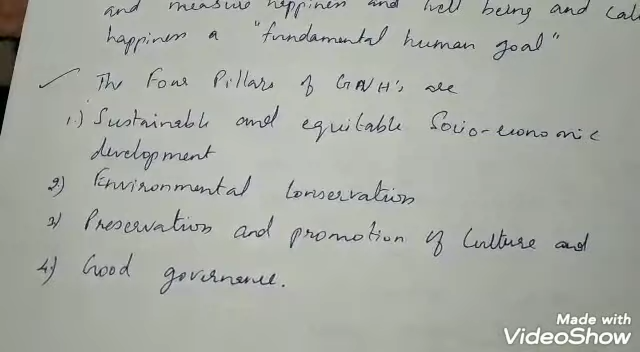 and measure happiness and well being and call
happiness a "fundamental human goal"
The Four Pillars of GNH's are
1.) Sustainable and equitable Socio-economic
development
2) Environmental Conservation
3) Preservation and promotion of Culture and
4) Good governence.
Made with
VideoShow